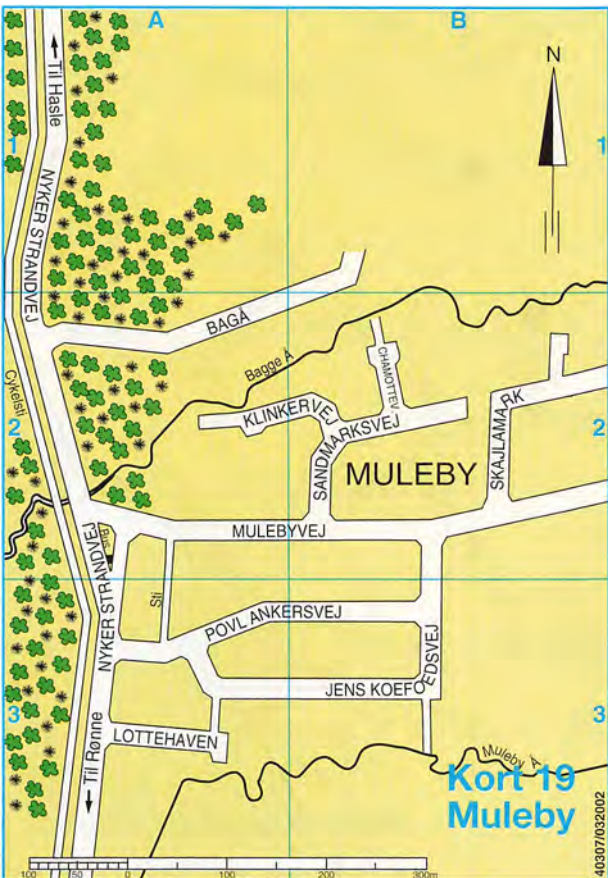 A
B
N
← Til Hasle
1
1
NYKER STRANDVEJ
BAGÅ
Bagge Å
CHAMOTTEV.
Cykelsti
KLINKERVEJ
SANDMARKSVEJ
SKAJLAMARK
2
2
MULEBY
MULEBYVEJ
Bus
NYKER STRANDVEJ
Sti
POVL ANKERSVEJ
JENS KOEFOEDSVEJ
3
3
LOTTEHAVEN
← Til Rønne
Muleby Å
Kort 19
Muleby
40307/032002
100 50 0 100 200 300m